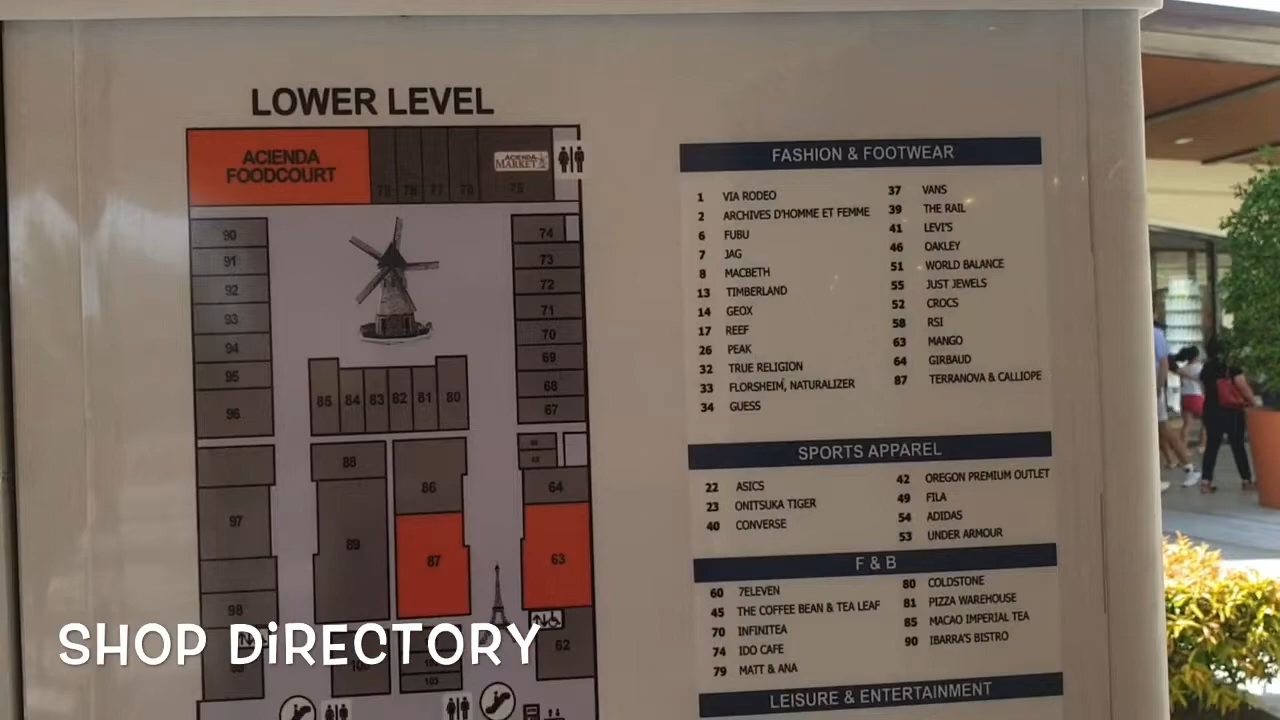 LOWER LEVEL
ACIENDA
FOODCOURT
78 77 76 75
ACIENDA
MARKET
90
91
92
93
94
95
96
74
73
72
71
70
69
68
67
85 84 83 82 81 80
88
86
64
97
89
87
63
98
62
103
FASHION & FOOTWEAR
1 VIA RODEO
2 ARCHIVES D'HOMME ET FEMME
6 FUBU
7 JAG
8 MACBETH
13 TIMBERLAND
14 GEOX
17 REEF
26 PEAK
32 TRUE RELIGION
33 FLORSHEIM, NATURALIZER
34 GUESS
37 VANS
39 THE RAIL
41 LEVI'S
46 OAKLEY
51 WORLD BALANCE
55 JUST JEWELS
52 CROCS
58 RSI
63 MANGO
64 GIRBAUD
87 TERRANOVA & CALLIOPE
SPORTS APPAREL
22 ASICS
23 ONITSUKA TIGER
40 CONVERSE
42 OREGON PREMIUM OUTLET
49 FILA
54 ADIDAS
53 UNDER ARMOUR
F & B
60 7ELEVEN
45 THE COFFEE BEAN & TEA LEAF
70 INFINITEA
74 IDO CAFE
79 MATT & ANA
80 COLDSTONE
81 PIZZA WAREHOUSE
85 MACAO IMPERIAL TEA
90 IBARRA'S BISTRO
LEISURE & ENTERTAINMENT
SHOP DiRECTORY